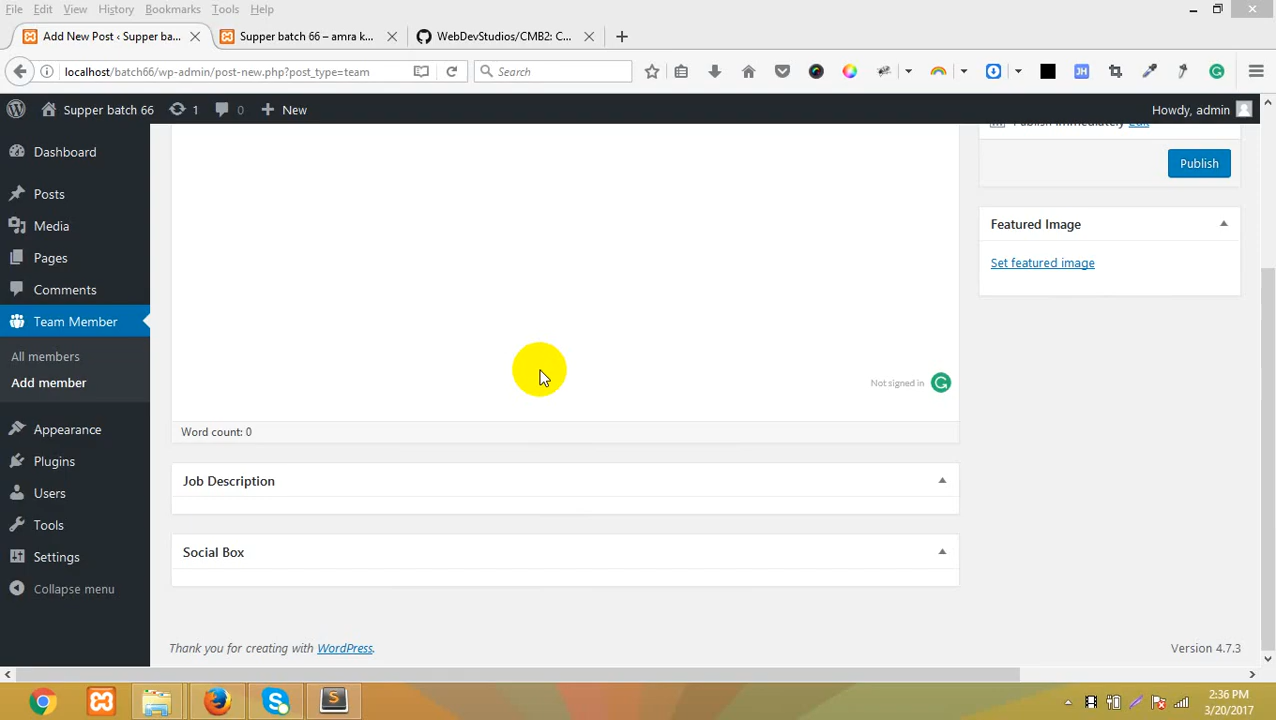 File Edit View History Bookmarks Tools Help
Add New Post ‹ Supper ba...
Supper batch 66 – amra k...
WebDevStudios/CMB2: C...
localhost/batch66/wp-admin/post-new.php?post_type=team
Search
JH
Supper batch 66 1 0 New
Howdy, admin
Dashboard
Posts
Media
Pages
Comments
Team Member
All members
Add member
Appearance
Plugins
Users
Tools
Settings
Collapse menu
Not signed in
Word count: 0
Job Description
Social Box
Publish immediately Edit
Publish
Featured Image
Set featured image
Thank you for creating with WordPress.
Version 4.7.3
2:36 PM
3/20/2017